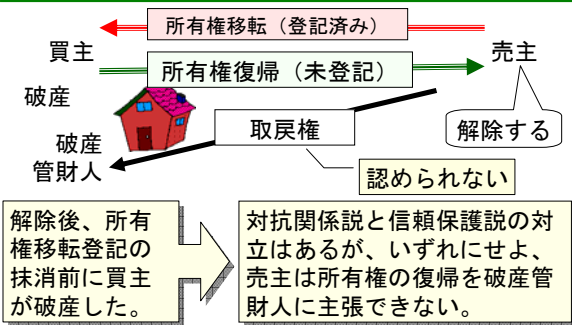 所有権移転（登記済み）
買主
売主
所有権復帰（未登記）
破産
取戻権
解除する
破産
管財人
認められない
解除後、所有
権移転登記の
抹消前に買主
が破産した。
対抗関係説と信頼保護説の対
立はあるが、いずれにせよ、
売主は所有権の復帰を破産管
財人に主張できない。